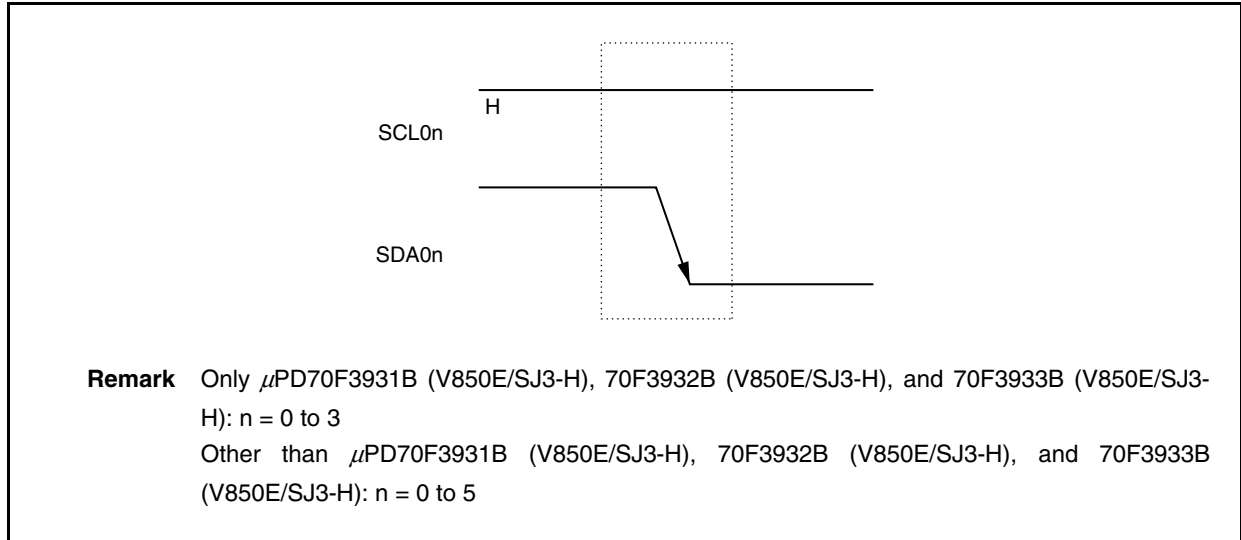 H
SCL0n
SDA0n
Remark Only μPD70F3931B (V850E/SJ3-H), 70F3932B (V850E/SJ3-H), and 70F3933B (V850E/SJ3-
H): n = 0 to 3
Other than μPD70F3931B (V850E/SJ3-H), 70F3932B (V850E/SJ3-H), and 70F3933B
(V850E/SJ3-H): n = 0 to 5